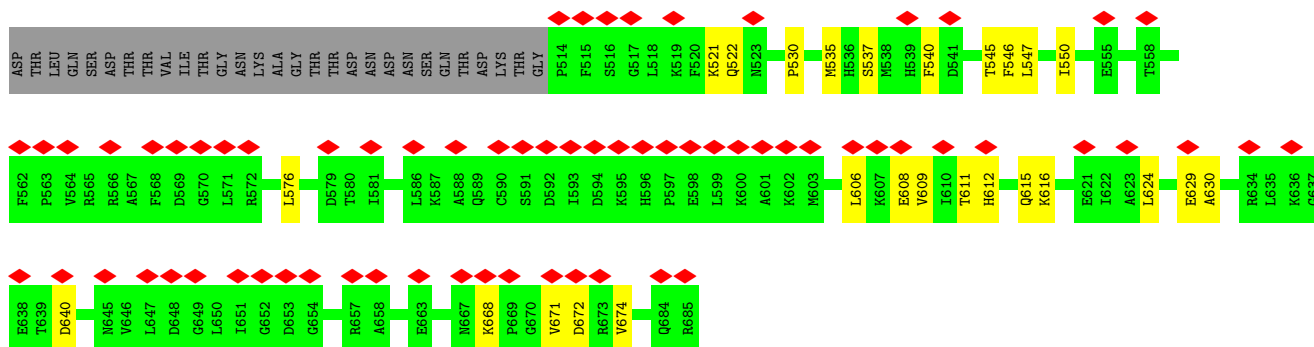 ASP THR LEU GLN SER ASP THR THR VAL ILE THR GLY ASN LYS ALA GLY THR THR ASP ASN ASP ASN SER GLN THR ASP LYS THR GLY P514 F515 S516 G517 L518 K519 F520 K521 Q522 N523 P530 M535 H536 S537 M538 H539 F540 D541 T545 F546 L547 I550 E555 T558
F562 P563 V564 R565 R566 A567 F568 D569 G570 L571 R572 L576 D579 T580 I581 L586 K587 A588 Q589 C590 S591 D592 I593 D594 K595 H596 P597 E598 L599 K600 A601 K602 M603 L606 K607 E608 V609 I610 T611 H612 Q615 K616 E621 I622 A623 L624 E629 A630 R634 L635 K636 G637
E638 T639 D640 N645 V646 L647 D648 G649 L650 I651 G652 D653 G654 R657 A658 E663 N667 K668 P669 G670 V671 D672 R673 V674 Q684 R685